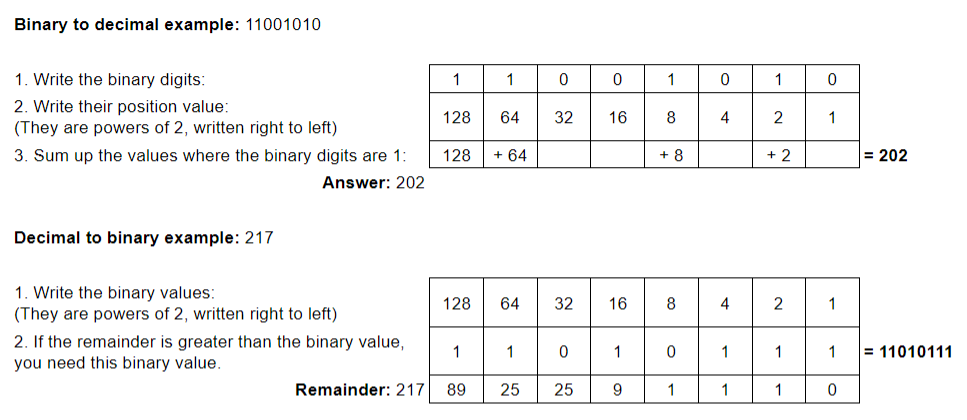 Binary to decimal example: 11001010
1. Write the binary digits: 1 1 0 0 1 0 1 0
2. Write their position value:
(They are powers of 2, written right to left) 128 64 32 16 8 4 2 1
3. Sum up the values where the binary digits are 1: 128 + 64 + 8 + 2 = 202
Answer: 202
Decimal to binary example: 217
1. Write the binary values:
(They are powers of 2, written right to left) 128 64 32 16 8 4 2 1
2. If the remainder is greater than the binary value,
you need this binary value. 1 1 0 1 0 1 1 1 = 11010111
Remainder: 217 89 25 25 9 1 1 1 0